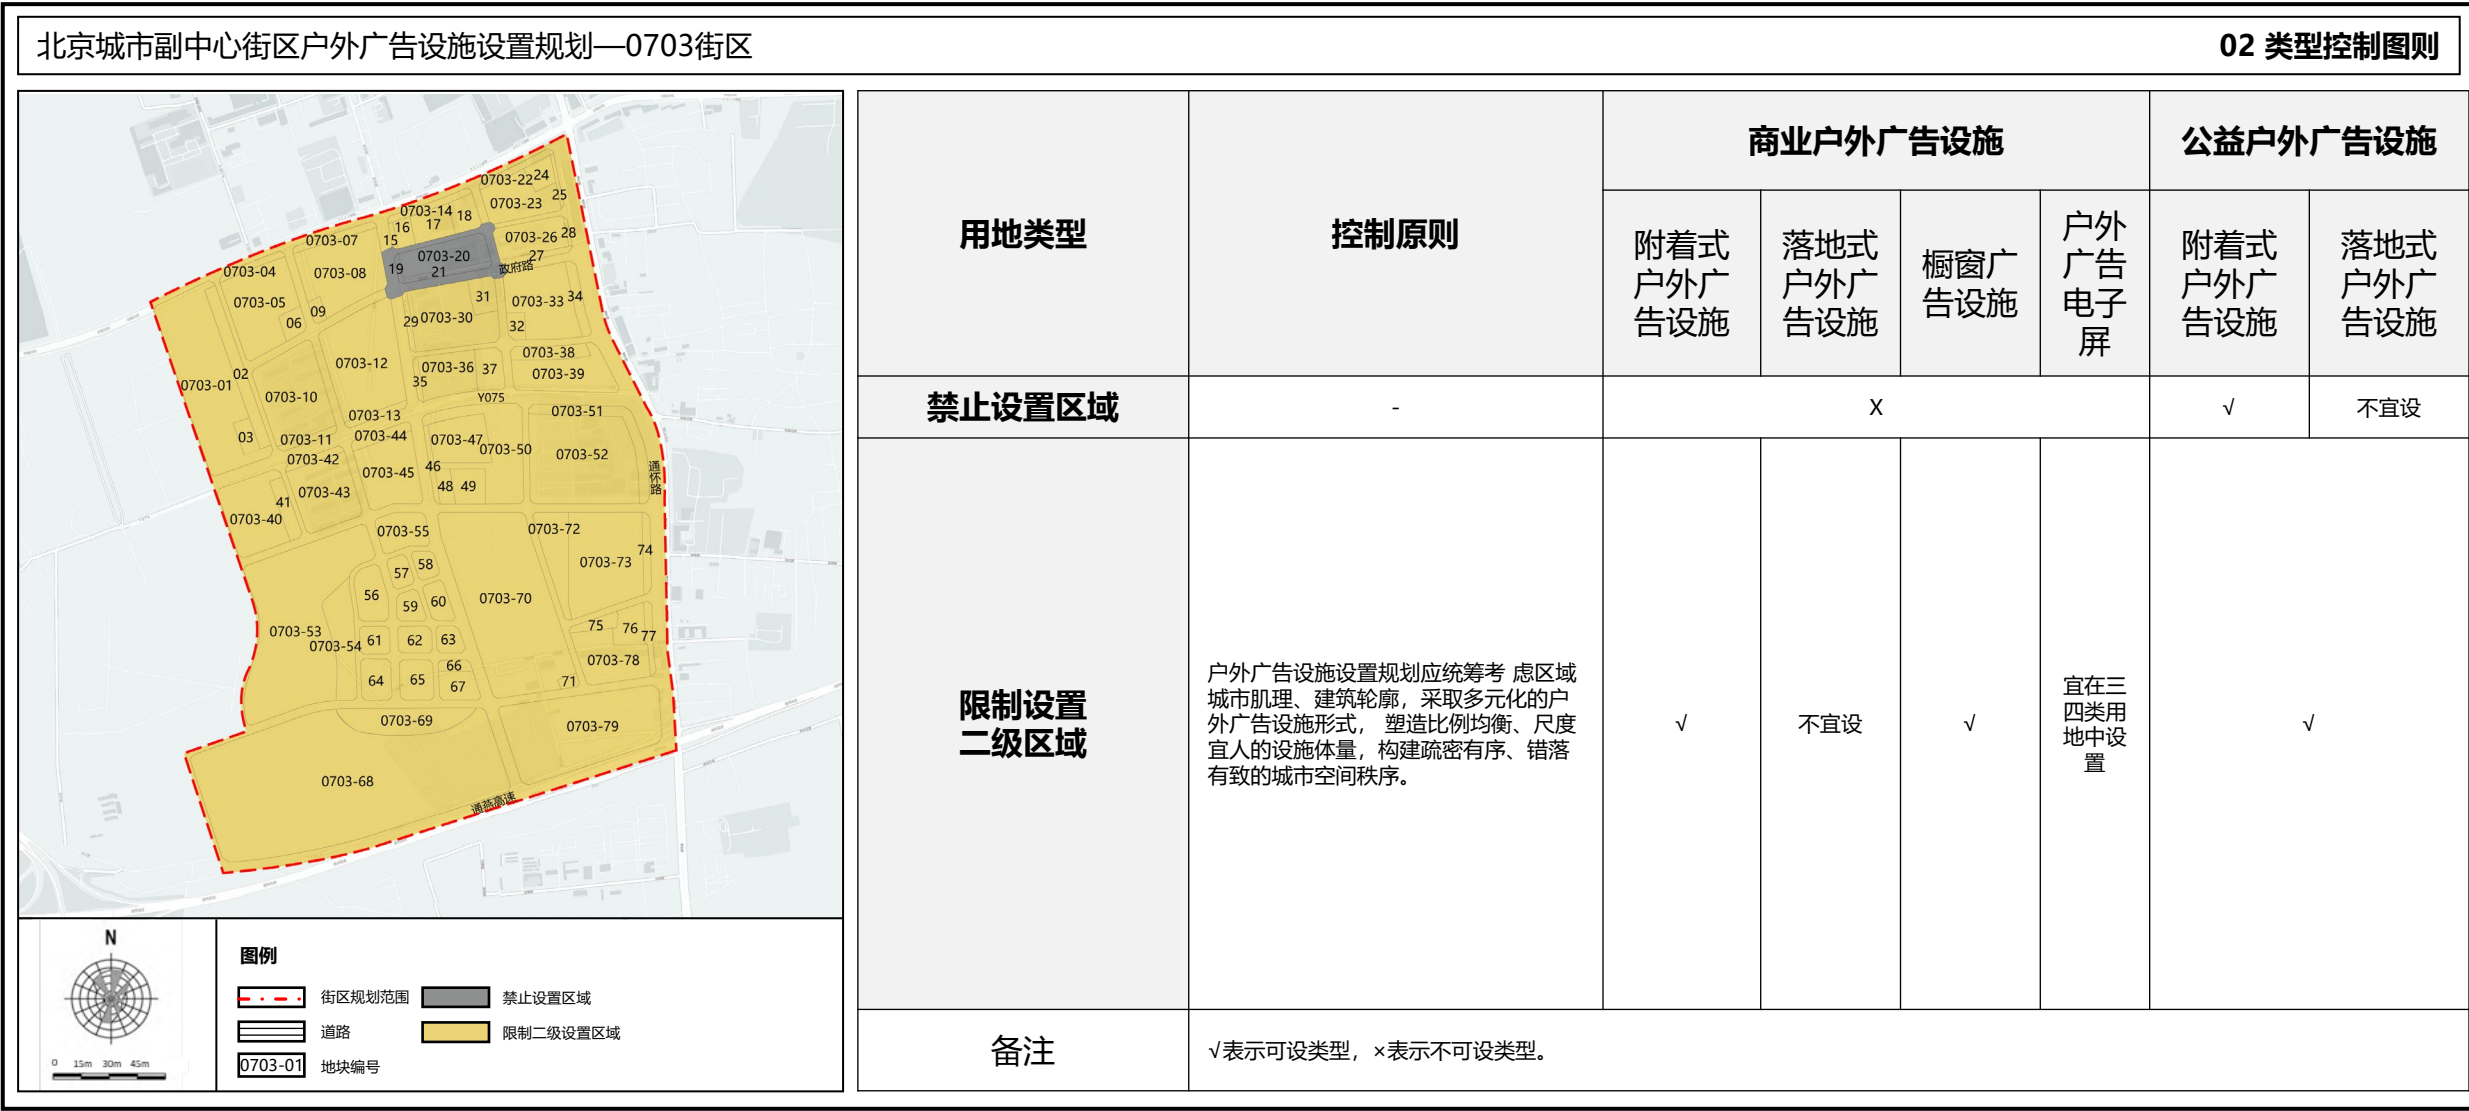 北京城市副中心街区户外广告设施设置规划—0703街区
02 类型控制图则
0703-22 24
25
0703-23
0703-14 18
16 17
15
0703-07
0703-26 28
27
0703-20
19 21
政府路
0703-04
0703-08
0703-05
06 09
31
0703-33 34
29 0703-30
32
0703-12
0703-38
0703-36 37
35
0703-39
02
0703-01
0703-10
Y075
0703-13
0703-51
03
0703-11
0703-44
0703-47
0703-50
0703-52
0703-42
0703-45
46
通怀路
48 49
0703-43
41
0703-40
0703-55
0703-72
74
0703-73
58
57
56
59 60
0703-70
75 76 77
0703-53
0703-54 61 62 63
0703-78
66
64 65 67
71
0703-69
0703-79
0703-68
通燕高速
N
0 15m 30m 45m
图例
街区规划范围
禁止设置区域
道路
限制二级设置区域
0703-01 地块编号
用地类型
控制原则
商业户外广告设施
公益户外广告设施
附着式
户外广
告设施
落地式
户外广
告设施
橱窗广
告设施
户外
广告
电子
屏
附着式
户外广
告设施
落地式
户外广
告设施
禁止设置区域
-
X
√
不宜设
限制设置
二级区域
户外广设施设置规划应统筹考 虑区域
城市肌理、建筑轮廓，采取多元化的户
外广告设施形式， 塑造比例均衡、尺度
宜人的设施体量，构建疏密有序、错落
有致的城市空间秩序。
√
不宜设
√
宜在三
四类用
地中设
置
√
备注
√表示可设类型，×表示不可设类型。